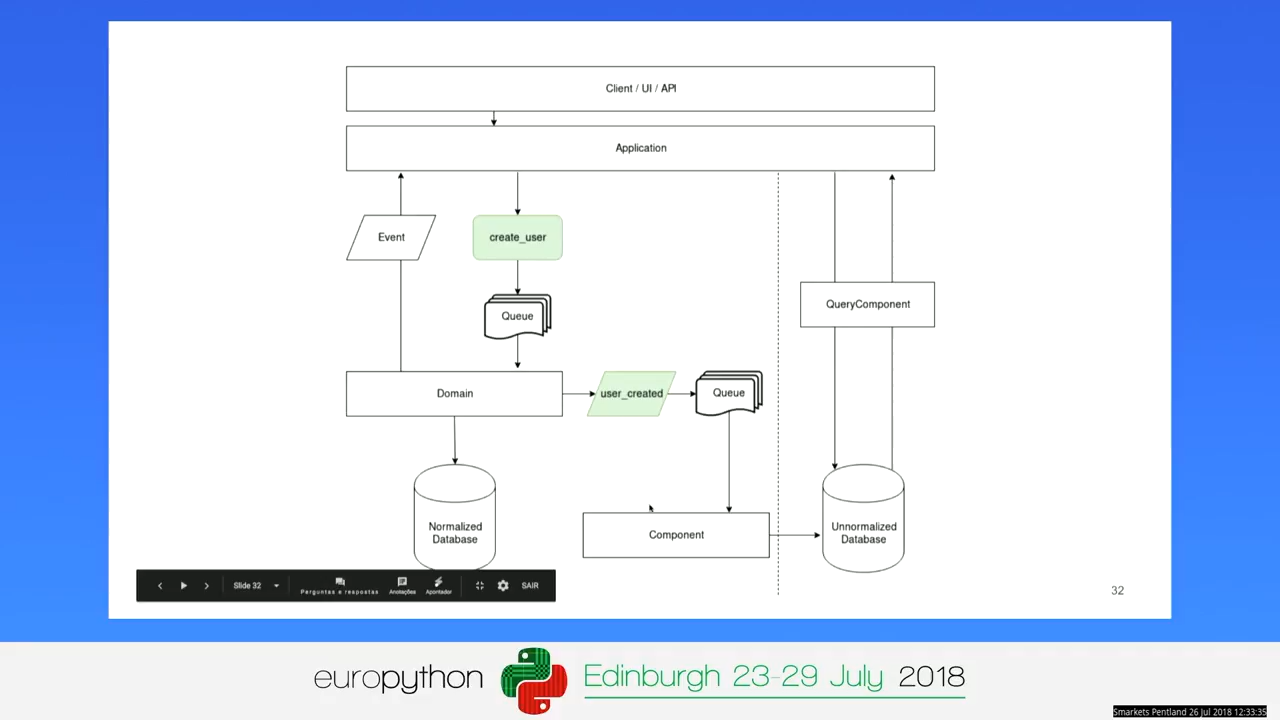 Client / UI / API
Application
Event
create_user
QueryComponent
Queue
Domain
user_created
Queue
Normalized
Database
Component
Unnormalized
Database
Slide 32
Perguntas e respostas
Anotações
Apontador
SAIR
32
europython
Edinburgh 23-29 July 2018
Smarkets Pentland 26 Jul 2018 12:33:35